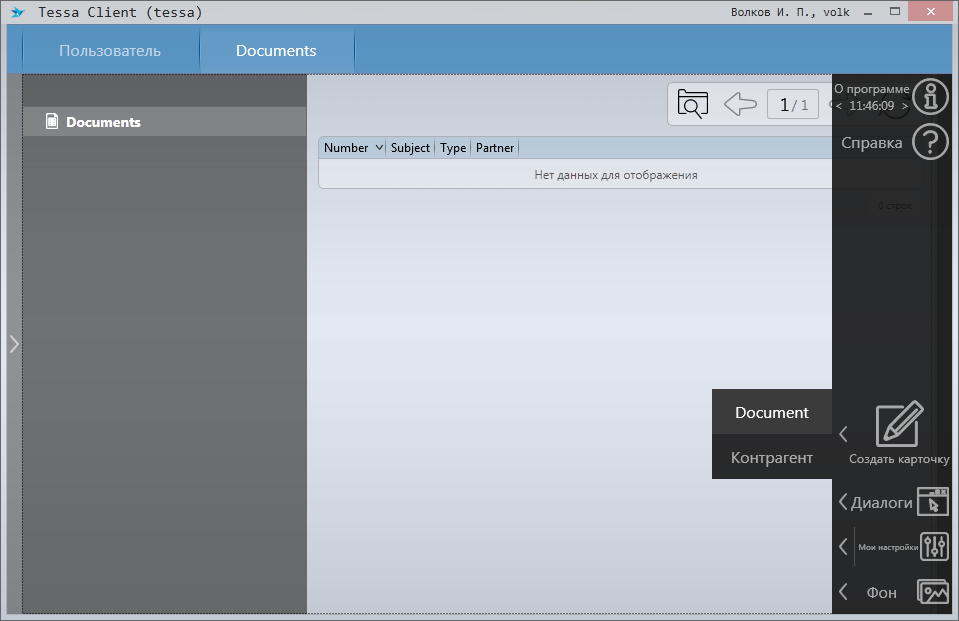 Tessa Client (tessa)
Волков И. П., volk
Пользователь
Documents
Documents
1 / 1
О программе
< 11:46:09 >
Справка
Number Subject Type Partner
Нет данных для отображения
0 строк
Document
Контрагент
Создать карточку
Диалоги
Мои настройки
Фон